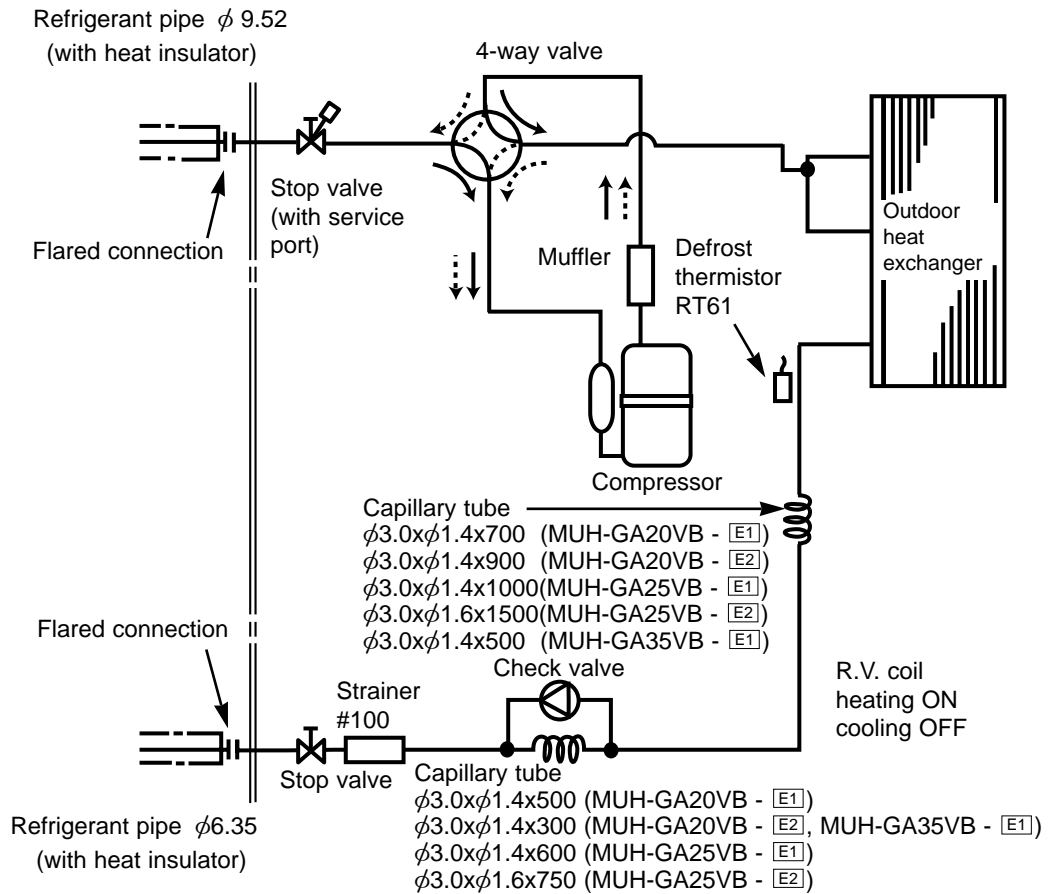 Refrigerant pipe ϕ 9.52
(with heat insulator)
4-way valve
Stop valve
(with service
port)
Flared connection
Muffler
Defrost
thermistor
RT61
Outdoor
heat
exchanger
Compressor
Capillary tube
ϕ3.0xϕ1.4x700 (MUH-GA20VB - E1)
ϕ3.0xϕ1.4x900 (MUH-GA20VB - E2)
ϕ3.0xϕ1.4x1000(MUH-GA25VB - E1)
ϕ3.0xϕ1.6x1500(MUH-GA25VB - E2)
ϕ3.0xϕ1.4x500 (MUH-GA35VB - E1)
Flared connection
Check valve
R.V. coil
heating ON
cooling OFF
Strainer
#100
Stop valve
Capillary tube
ϕ3.0xϕ1.4x500 (MUH-GA20VB - E1)
ϕ3.0xϕ1.4x300 (MUH-GA20VB - E2, MUH-GA35VB - E1)
ϕ3.0xϕ1.4x600 (MUH-GA25VB - E1)
ϕ3.0xϕ1.6x750 (MUH-GA25VB - E2)
Refrigerant pipe ϕ6.35
(with heat insulator)